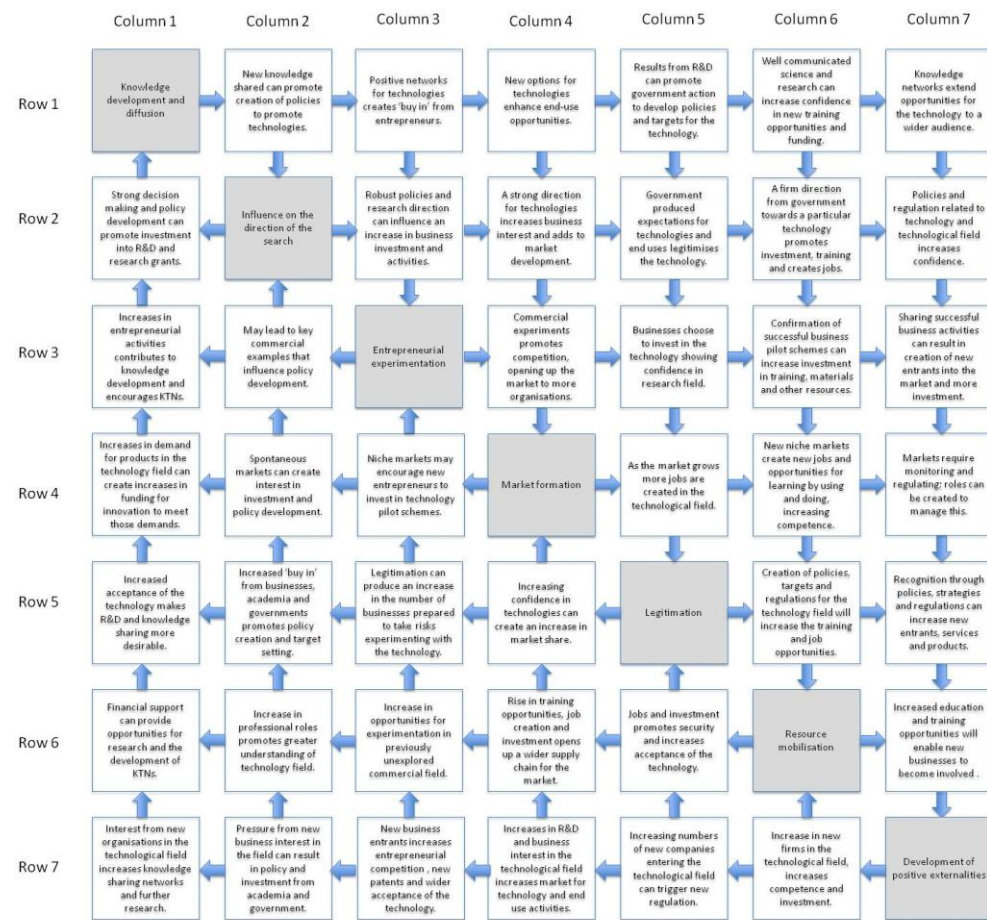 Column 1 Column 2 Column 3 Column 4 Column 5 Column 6 Column 7
Row 1
Knowledge
development and
diffusion
New knowledge
shared can promote
creation of policies
to promote
technologies.
Positive networks
for technologies
creates 'buy in' from
entrepreneurs.
New options for
technologies
enhance end-use
opportunities.
Results from R&D
can promote
government action
to develop policies
and targets for the
technology.
Well communicated
science and
research can
increase confidence
in new training
opportunities and
funding.
Knowledge
networks extend
opportunities for
the technology to a
wider audience.
Row 2
Strong decision
making and policy
development can
promote investment
into R&D and
research grants.
Influence on the
direction of the
search
Robust policies and
research direction
can influence an
increase in business
investment and
activities.
A strong direction
for technologies
increases business
interest and adds to
market
development.
Government
produced
expectations for
technologies and
end uses legitimises
the technology.
A firm direction
from government
towards a particular
technology
promotes
investment, training
and creates jobs.
Policies and
regulation related to
technology and
technological field
increases
confidence.
Row 3
Increases in
entrepreneurial
activities
contributes to
knowledge
development and
encourages KTNs.
May lead to key
commercial
examples that
influence policy
development.
Entrepreneurial
experimentation
Commercial
experiments
promotes
competition,
opening up the
market to more
organisations.
Businesses choose
to invest in the
technology showing
confidence in
research field.
Confirmation of
successful business
pilot schemes can
increase investment
in training, materials
and other resources.
Sharing successful
business activities
can result in
creation of new
entrants into the
market and more
investment.
Row 4
Increases in demand
for products in the
technology field can
create increases in
funding for
innovation to meet
those demands.
Spontaneous
markets can create
interest in
investment and
policy development.
Niche markets may
encourage new
entrepreneurs to
invest in technology
pilot schemes.
Market formation
As the market grows
more jobs are
created in the
technological field.
New niche markets
create new jobs and
opportunities for
learning by using
and doing,
increasing
competence.
Markets require
monitoring and
regulating; roles can
be created to
manage this.
Row 5
Increased
acceptance of the
technology makes
R&D and knowledge
sharing more
desirable.
Increased 'buy in'
from businesses,
academia and
governments
promotes policy
creation and target
setting.
Legitimation can
produce an increase
in the number of
businesses prepared
to take risks
experimenting with
the technology.
Increasing
confidence in
technologies can
create an increase in
market share.
Legitimation
Creation of policies,
targets and
regulations for the
technology field will
increase the training
and job
opportunities.
Recognition through
policies, strategies
and regulations can
increase new
entrants, services
and products.
Row 6
Financial support
can provide
opportunities for
research and the
development of
KTNs.
Increase in
professional roles
promotes greater
understanding of
technology field.
Increase in
opportunities for
experimentation in
previously
unexplored
commercial field.
Rise in training
opportunities, job
creation and
investment opens
up a wider supply
chain for the
market.
Jobs and investment
promotes security
and increases
acceptance of the
technology.
Resource
mobilisation
Increased education
and training
opportunities will
enable new
businesses to
become involved .
Row 7
Interest from new
organisations in the
technological field
increases knowledge
sharing networks
and further
research.
Pressure from new
business interest in
the field can result
in policy and
investment from
academia and
government.
New business
entrants increases
entrepreneurial
competition , new
patents and wider
acceptance of the
technology.
Increases in R&D
and business
interest in the
technological field
increases market for
technology and end
use activities.
Increasing numbers
of new companies
entering the
technological field
can trigger new
regulation.
Increase in new
firms in the
technological field,
increases
competence and
investment.
Development of
positive externalities